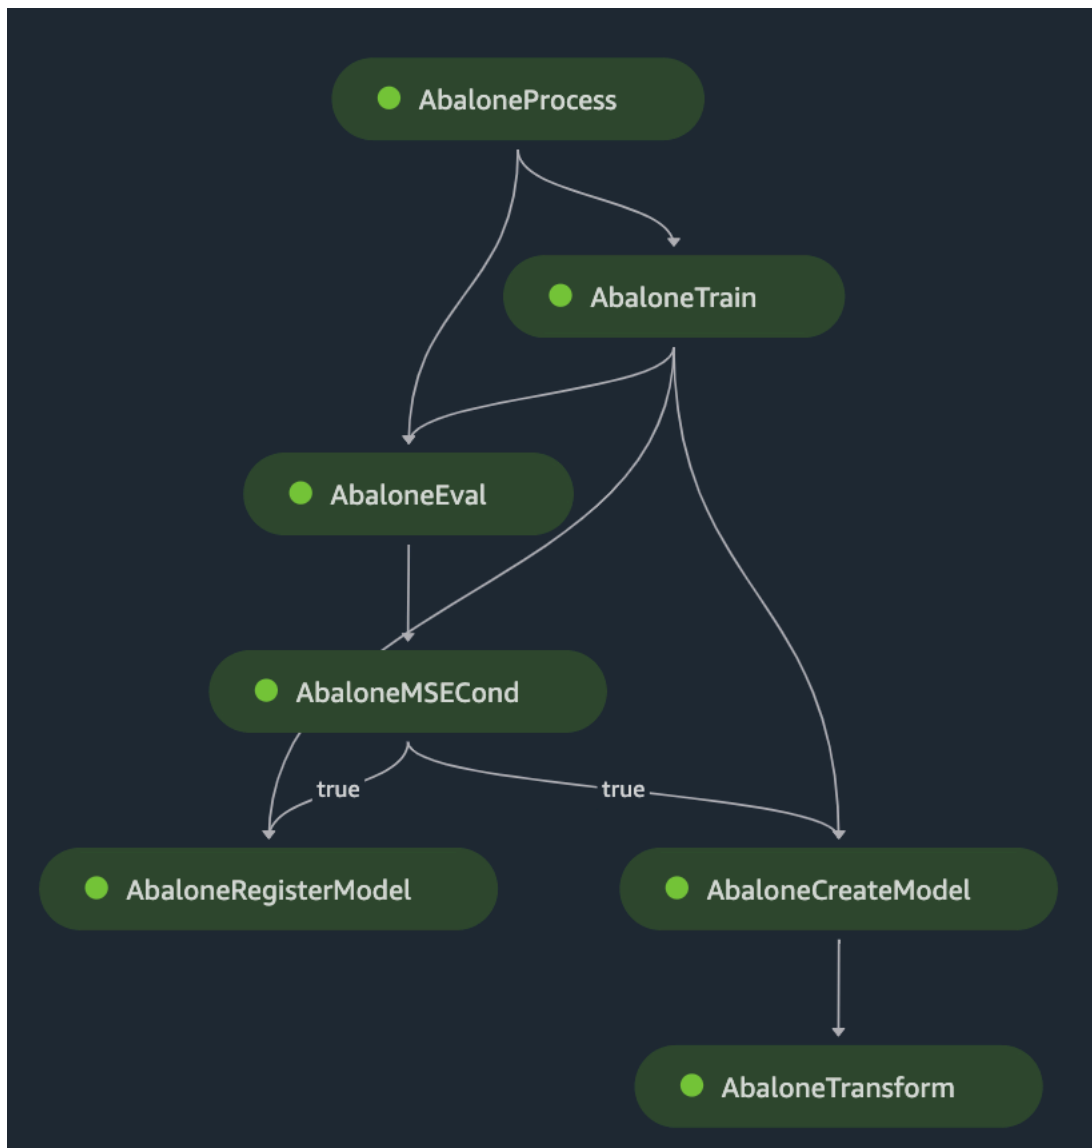 AbaloneProcess
AbaloneTrain
AbaloneEval
AbaloneMSECond
true
true
AbaloneRegisterModel
AbaloneCreateModel
AbaloneTransform